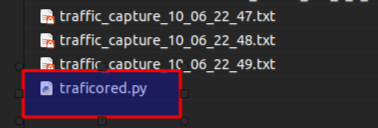 traffic_capture_10_06_22_47.txt
traffic_capture_10_06_22_48.txt
traffic_capture_10_06_22_49.txt
traficored.py